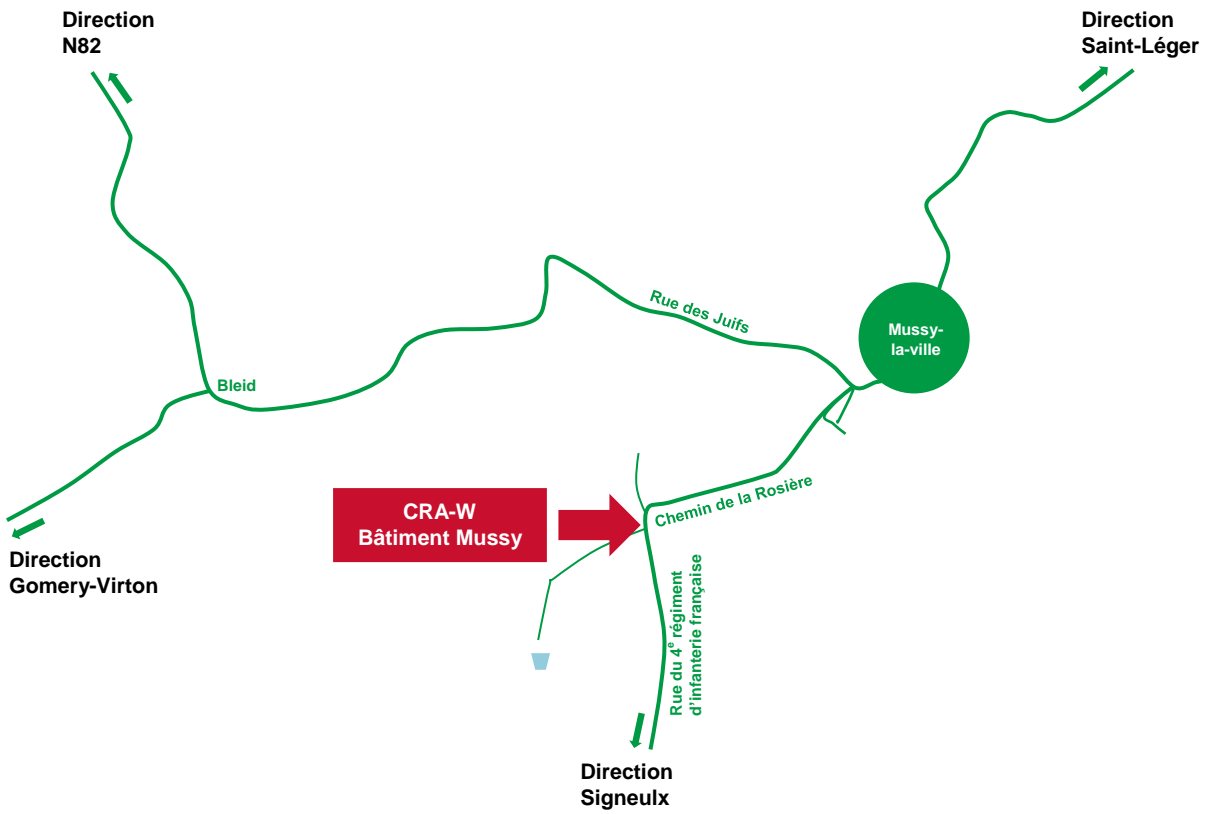 Direction
N82
Direction
Saint-Léger
Rue des Juifs
Mussy-
la-ville
Bleid
Chemin de la Rosière
CRA-W
Bâtiment Mussy
Direction
Gomery-Virton
Rue du 4e régiment
d'infanterie française
Direction
Signeulx